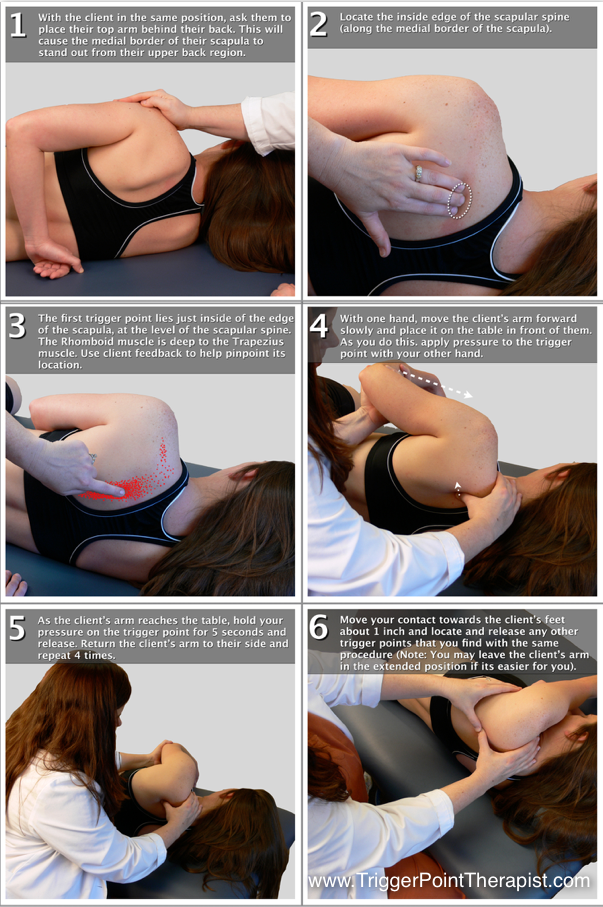 1
With the client in the same position, ask them to
place their top arm behind their back. This will
cause the medial border of their scapula to
stand out from their upper back region.
2
Locate the inside edge of the scapular spine
(along the medial border of the scapula).
3
The first trigger point lies just inside of the edge
of the scapula, at the level of the scapular spine.
The Rhomboid muscle is deep to the Trapezius
muscle. Use client feedback to help pinpoint its
location.
4
With one hand, move the client's arm forward
slowly and place it on the table in front of them.
As you do this. apply pressure to the trigger
point with your other hand.
5
As the client's arm reaches the table, hold your
pressure on the trigger point for 5 seconds and
release. Return the client's arm to their side and
repeat 4 times.
6
Move your contact towards the client's feet
about 1 inch and locate and release any other
trigger points that you find with the same
procedure (Note: You may leave the client's arm
in the extended position if its easier for you).
www.TriggerPointTherapist.com